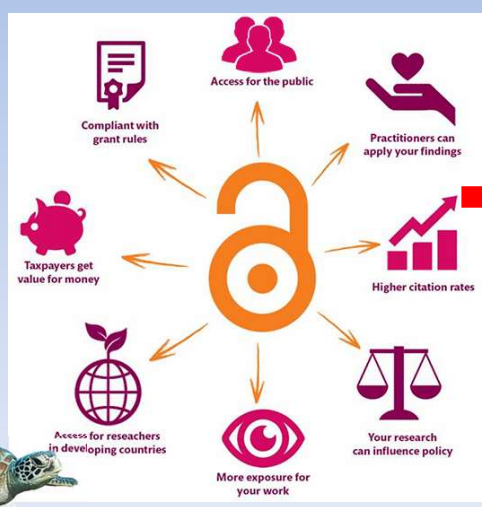 Access for the public
Compliant with
grant rules
Practitioners can
apply your findings
Taxpayers get
value for money
Higher citation rates
Access for reseachers
in developing countries
Your research
can influence policy
More exposure for
your work